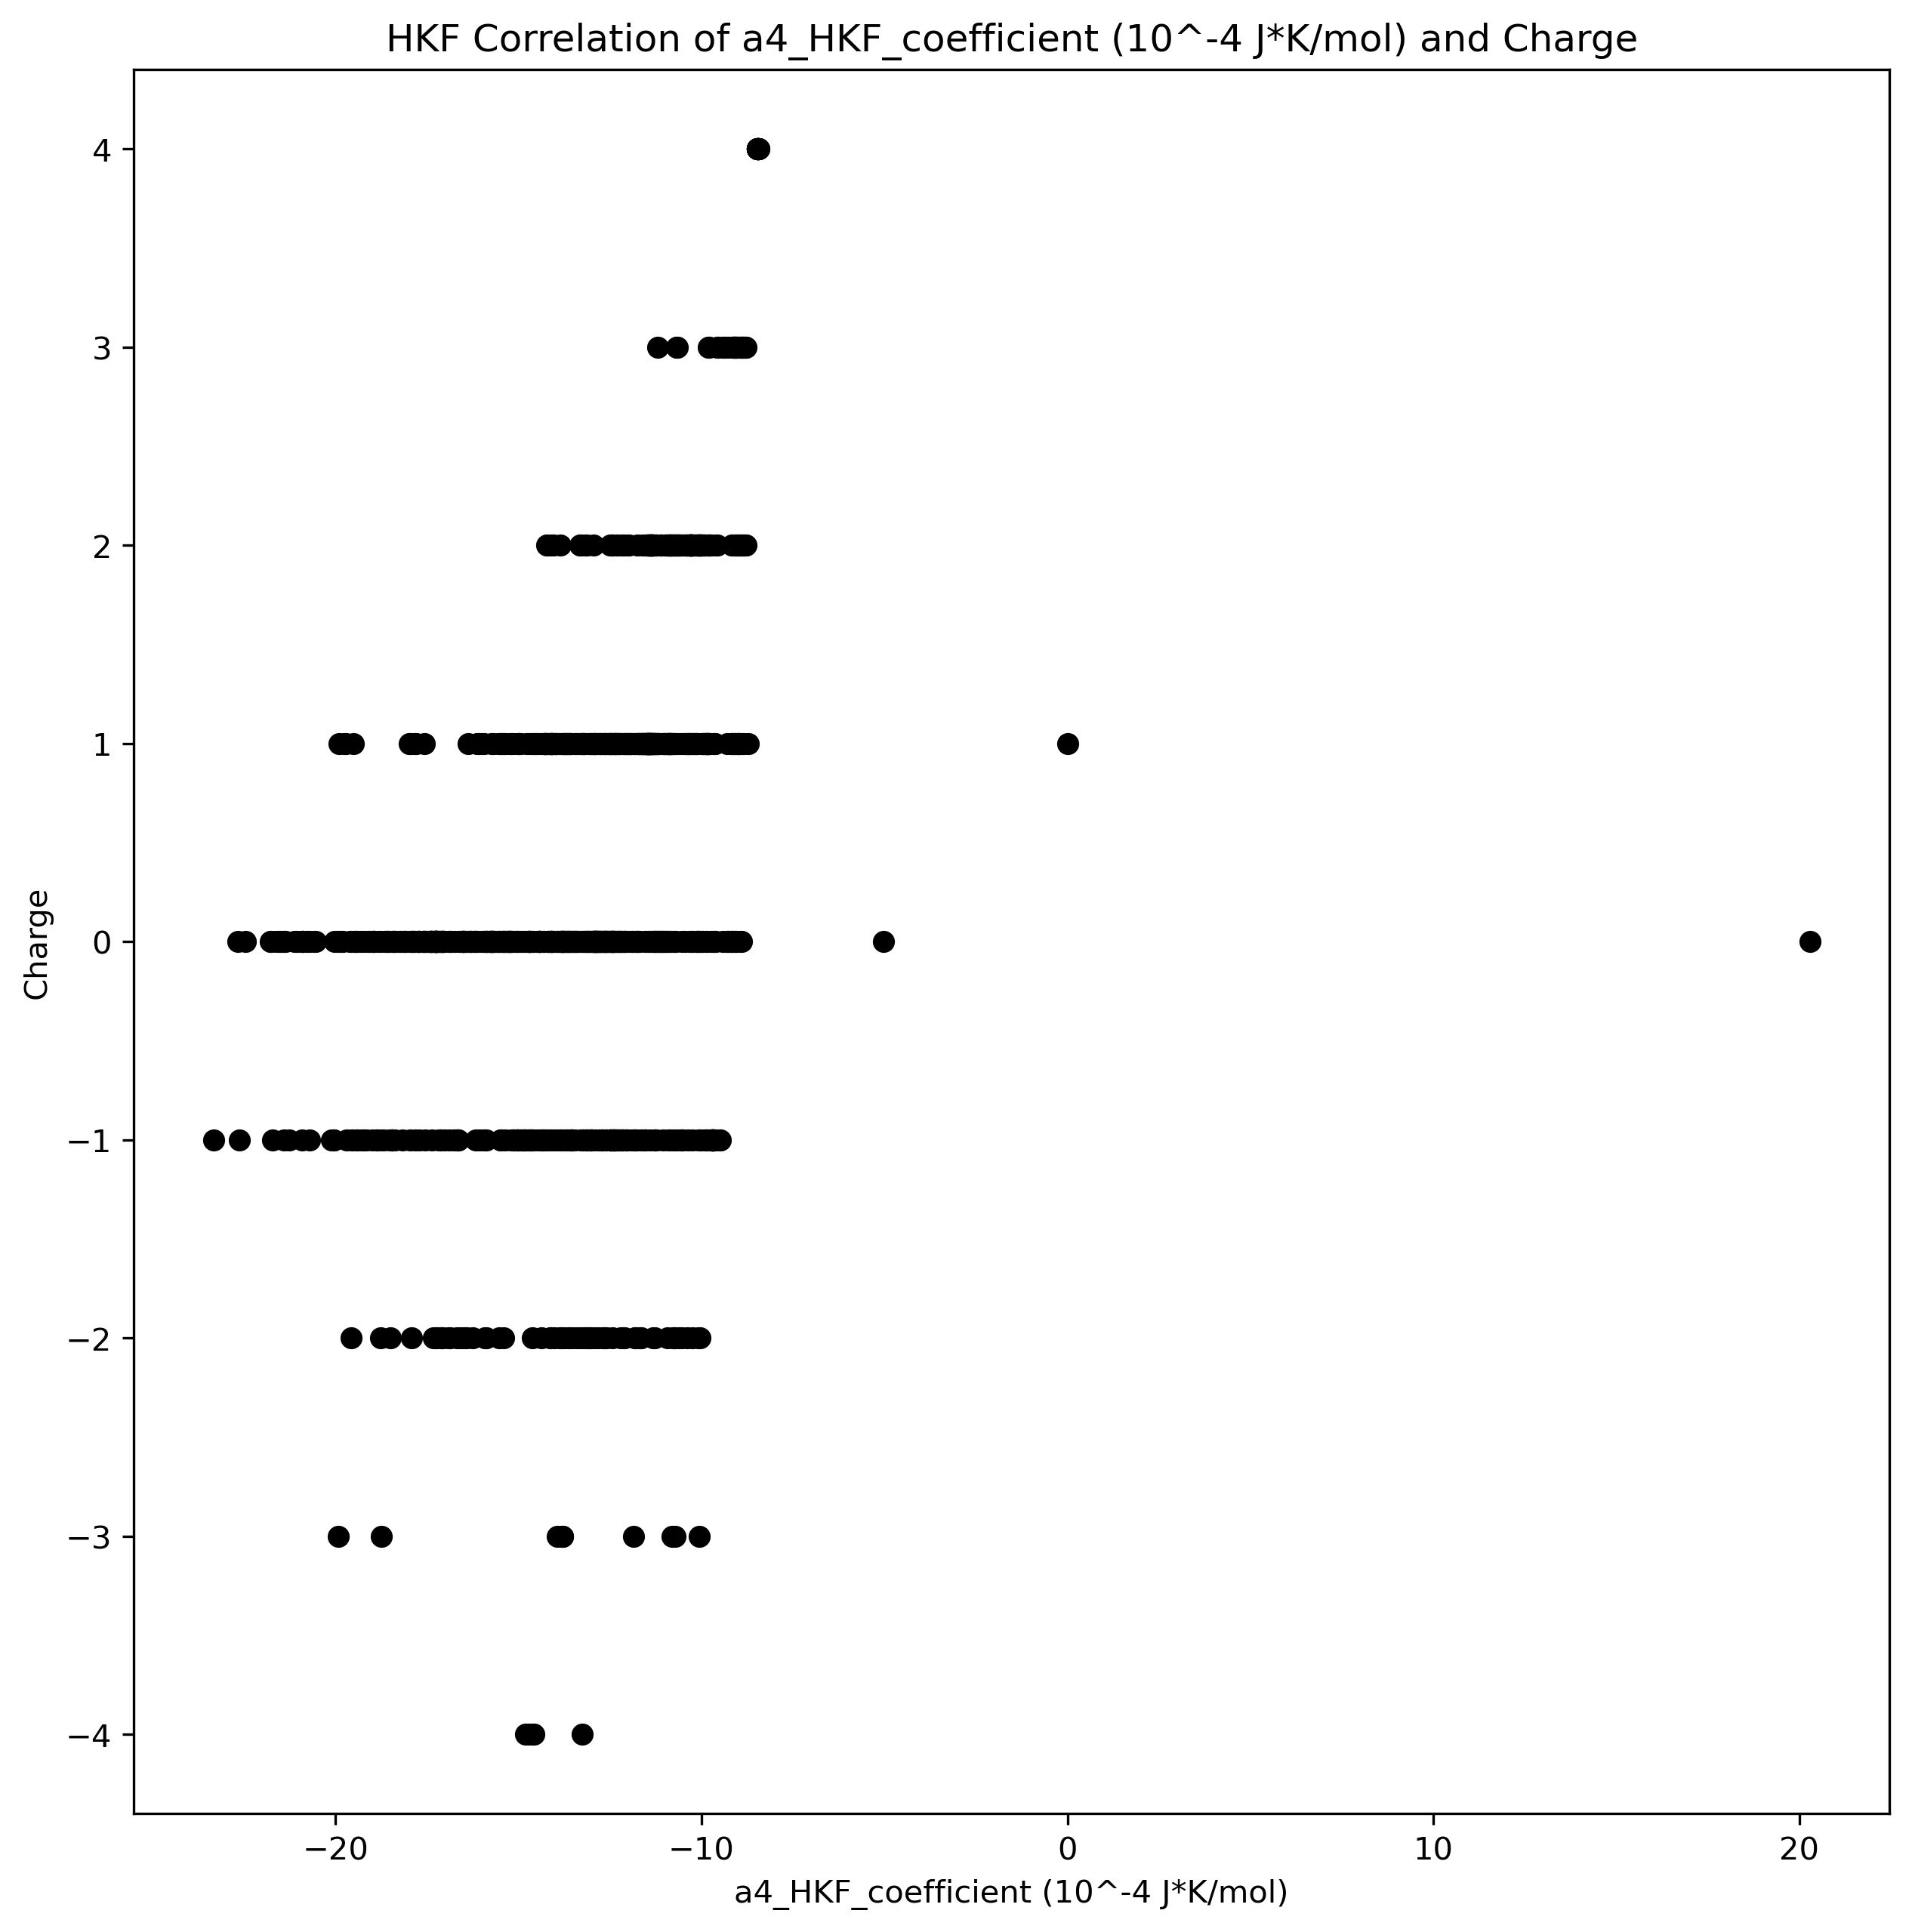 HKF Correlation of a4_HKF_coefficient (10^-4 J*K/mol) and Charge
4
3
2
1
0
−1
−2
−3
−4
Charge
−20 −10 0 10 20
a4_HKF_coefficient (10^-4 J*K/mol)